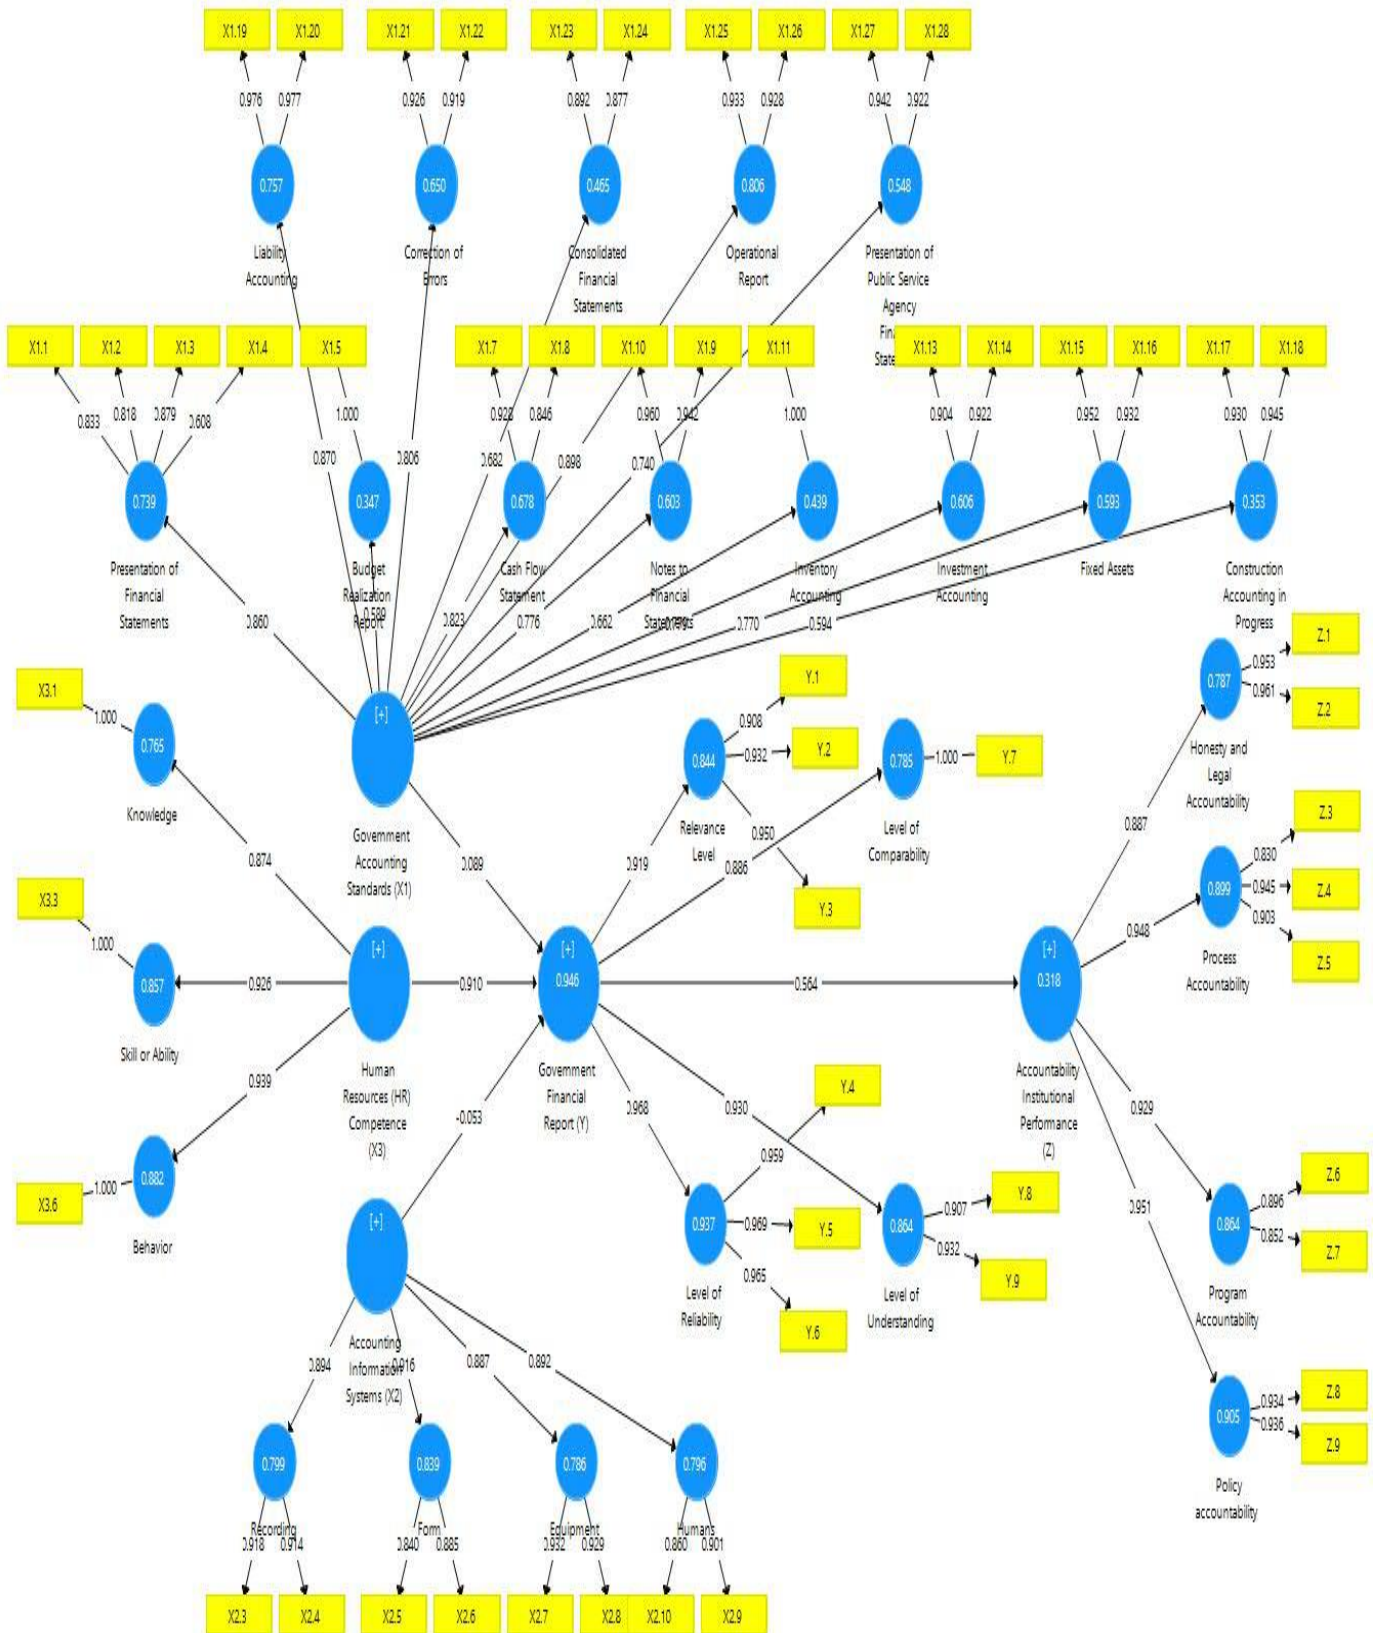 X1.19 X1.20 X1.21 X1.22 X1.23 X1.24 X1.25 X1.26 X1.27 X1.28
0.976 0.977 0.926 0.919 0.892 0.877 0.933 0.928 0.942 0.922
0.757 0.650 0.465 0.806 0.548
Liability Correction of Consolidated Operational Presentation of
Accounting Errors Financial Report Public Service
Statements Agency
X1.1 X1.2 X1.3 X1.4 X1.5 X1.7 X1.8 X1.10 X1.9 X1.11 X1.13 X1.14 X1.15 X1.16 X1.17 X1.18
0.833 0.818 0.879 0.608 1.000 0.928 0.846 0.960 0.942 1.000 0.904 0.922 0.952 0.932 0.930 0.945
0.870 0.806 0.682 0.898 0.740
0.739 0.347 0.678 0.603 0.439 0.606 0.593 0.353
Presentation of Budget Cash Flow Notes to Inventory Investment Fixed Assets Construction
Financial Realization Statement Financial Accounting Accounting Accounting in
Statements Report Statements Progress
0.860 0.589 0.823 0.776 0.662 0.770 0.594
X3.1 [+] Y.1 Z.1
1.000 0.908 0.953
0.765 0.844 0.932 Y.2 0.785 1.000 Y.7 0.787 0.961 Z.2
Knowledge Relevance Level of Honesty and
Level Comparability Legal
Accountability
Government
Accounting
Standards (X1)
0.874 0.089 0.919 0.950 0.886 0.887 0.830 Z.3
X3.3 Y.3 0.899 0.945 Z.4
1.000 0.948 0.903 Z.5
Process
Accountability
[+] [+] [+]
0.857 0.926 0.910 0.946 0.564 0.318
Skill or Ability Human Government Accountability
Resources (HR) Financial Institutional
Competence Report (Y) Performance
(X3) (Z)
0.939 -0.053 0.968 0.930 Y.4 0.929
0.959
X3.6 1.000 0.882 0.937 0.969 Y.5 0.864 0.907 Y.8 0.951 0.864 0.896 Z.6
0.965 0.932 0.852 Z.7
Behavior [+] Level of Y.6 Level of Y.9 Program
Reliability Understanding Accountability
Accounting
Information
Systems (X2)
0.894 0.916 0.887 0.892
0.799 0.839 0.786 0.796 0.905 0.934 Z.8
0.936 Z.9
Policy
accountability
Recording Form Equipment Humans
0.918 0.914 0.840 0.885 0.932 0.929 0.860 0.901
X2.3 X2.4 X2.5 X2.6 X2.7 X2.8 X2.10 X2.9